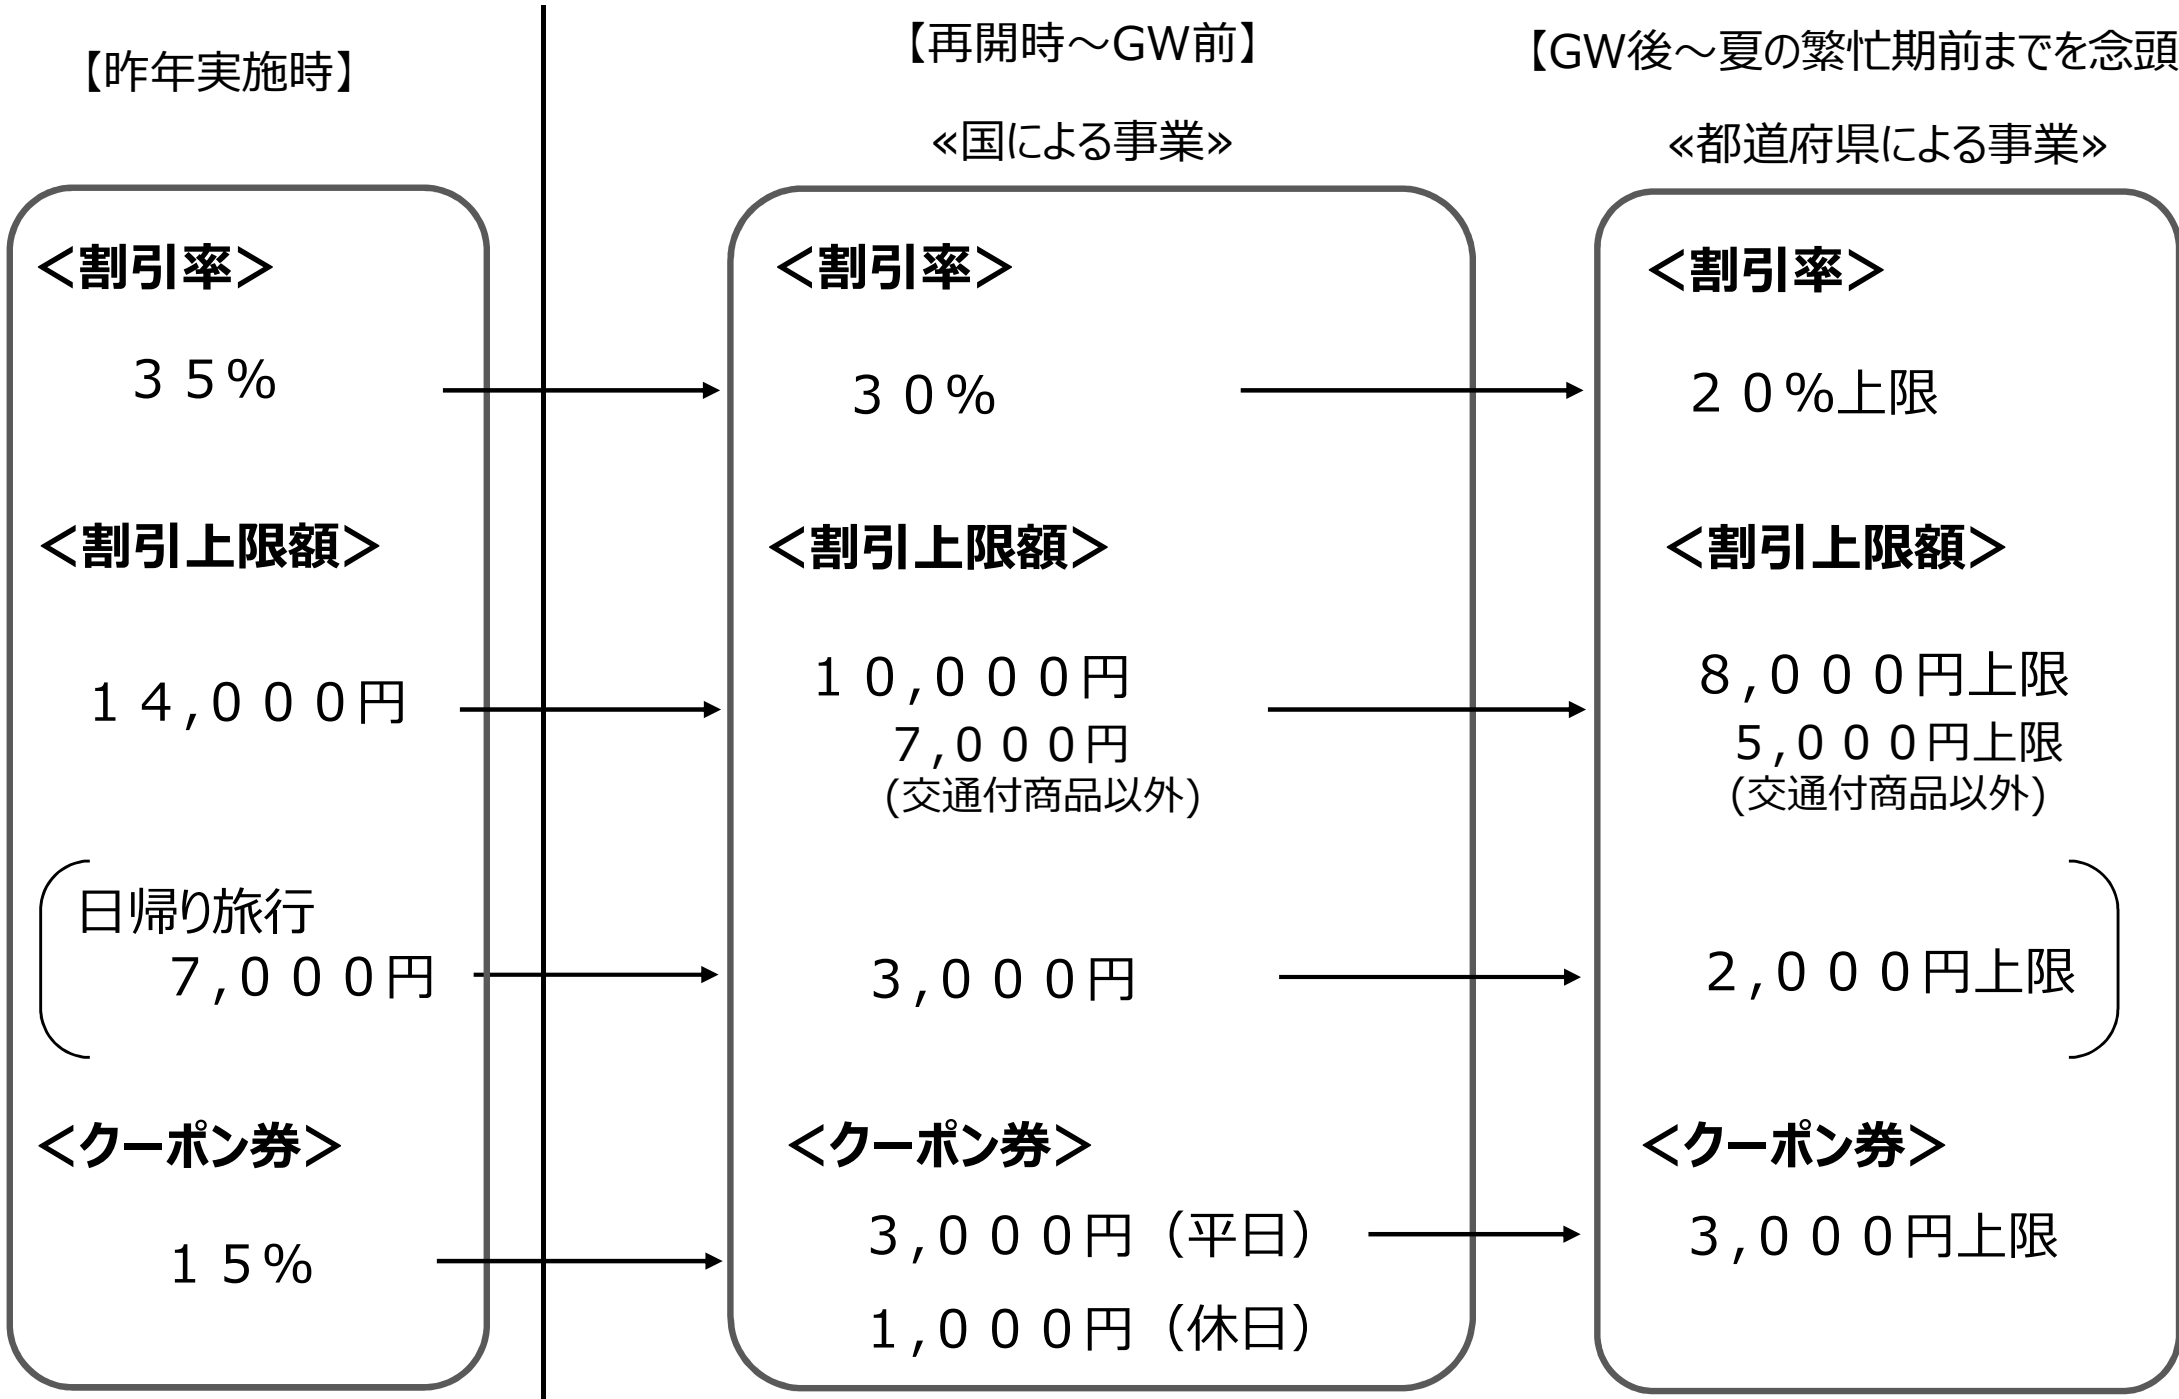 【昨年実施時】
<割引率>
３５%
<割引上限額>
１４,０００円
日帰り旅行
７,０００円
<クーポン券>
１５%
【再開時～GW前】
«国による事業»
<割引率>
３０%
<割引上限額>
１０,０００円
７,０００円
(交通付商品以外)
３,０００円
<クーポン券>
３,０００円（平日）
１,０００円（休日）
【GW後～夏の繁忙期前までを念頭
«都道府県による事業»
<割引率>
２０%上限
<割引上限額>
８,０００円上限
５,０００円上限
(交通付商品以外)
２,０００円上限
<クーポン券>
３,０００円上限